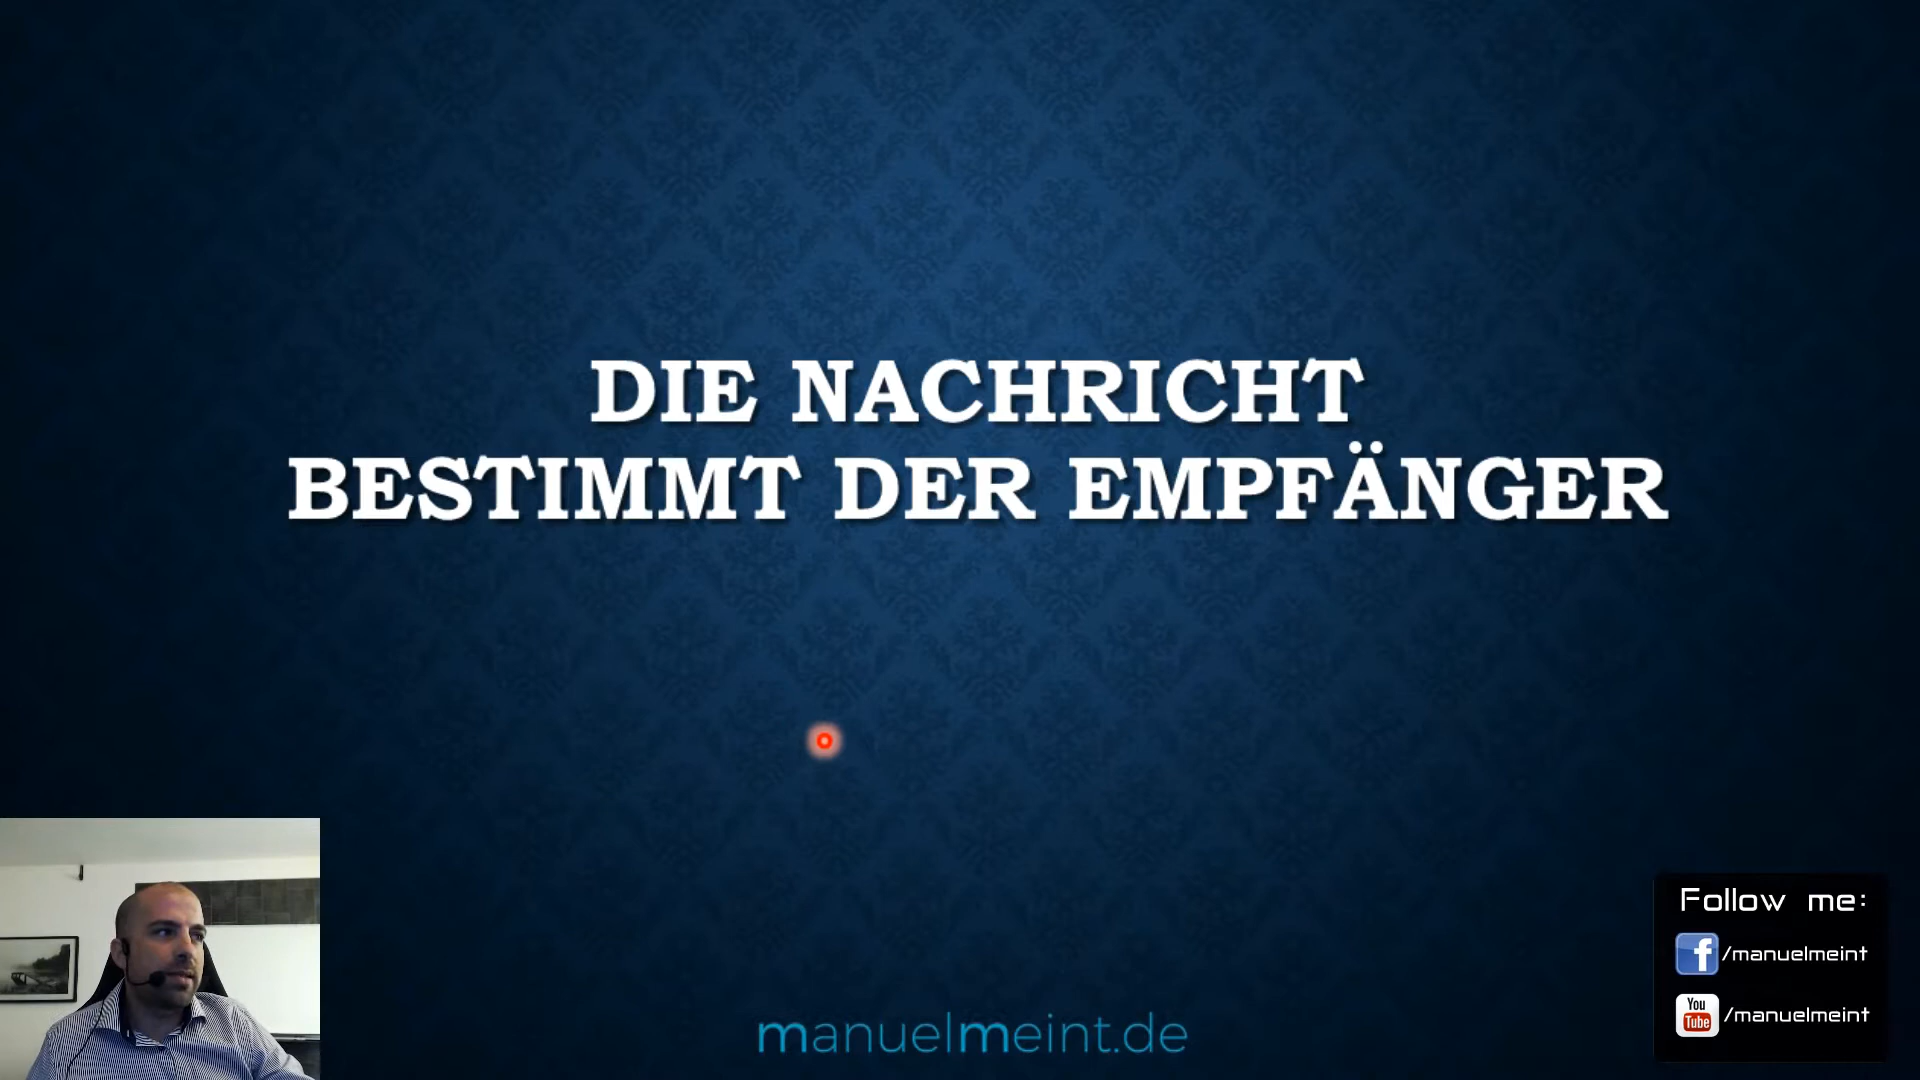 DIE NACHRICHT
BESTIMMT DER EMPFÄNGER
manuelmeint.de
Follow me:
f /manuelmeint
You Tube /manuelmeint